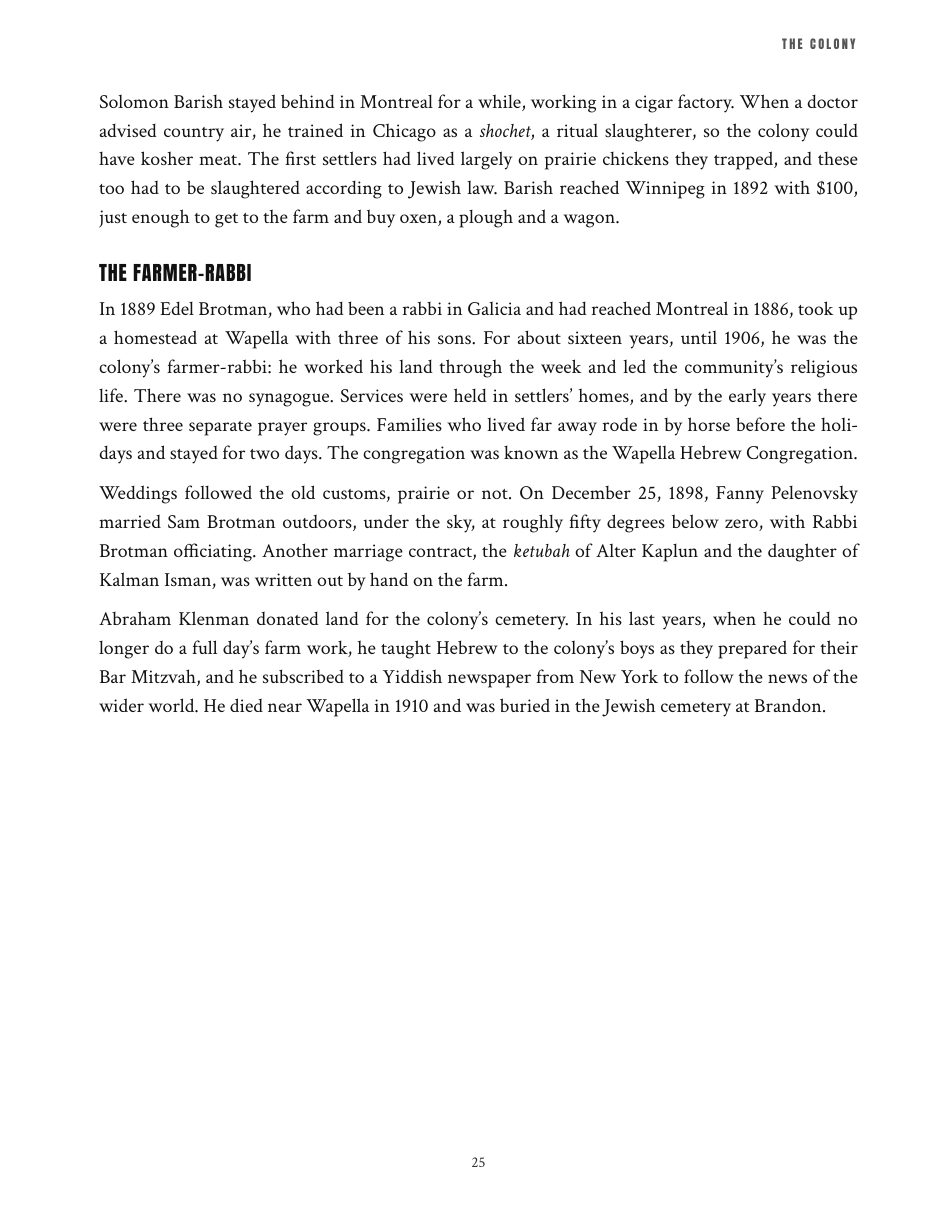 THE COLONY
Solomon Barish stayed behind in Montreal for a while, working in a cigar factory. When a doctor
advised country air, he trained in Chicago as a shochet, a ritual slaughterer, so the colony could
have kosher meat. The first settlers had lived largely on prairie chickens they trapped, and these
too had to be slaughtered according to Jewish law. Barish reached Winnipeg in 1892 with $100,
just enough to get to the farm and buy oxen, a plough and a wagon.
THE FARMER-RABBI
In 1889 Edel Brotman, who had been a rabbi in Galicia and had reached Montreal in 1886, took up
a homestead at Wapella with three of his sons. For about sixteen years, until 1906, he was the
colony’s farmer-rabbi: he worked his land through the week and led the community’s religious
life. There was no synagogue. Services were held in settlers’ homes, and by the early years there
were three separate prayer groups. Families who lived far away rode in by horse before the holi-
days and stayed for two days. The congregation was known as the Wapella Hebrew Congregation.
Weddings followed the old customs, prairie or not. On December 25, 1898, Fanny Pelenovsky
married Sam Brotman outdoors, under the sky, at roughly fifty degrees below zero, with Rabbi
Brotman officiating. Another marriage contract, the ketubah of Alter Kaplun and the daughter of
Kalman Isman, was written out by hand on the farm.
Abraham Klenman donated land for the colony’s cemetery. In his last years, when he could no
longer do a full day’s farm work, he taught Hebrew to the colony’s boys as they prepared for their
Bar Mitzvah, and he subscribed to a Yiddish newspaper from New York to follow the news of the
wider world. He died near Wapella in 1910 and was buried in the Jewish cemetery at Brandon.
25